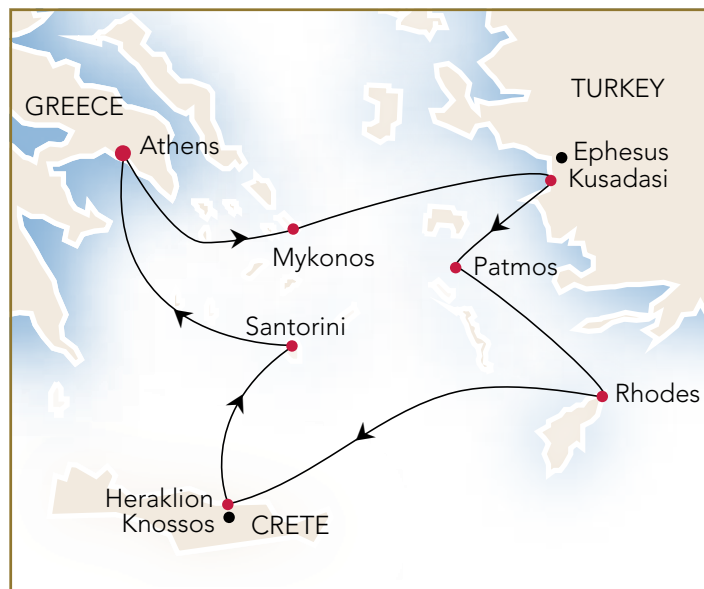 TURKEY
GREECE
Athens
Ephesus
Kusadasi
Mykonos
Patmos
Santorini
Rhodes
Heraklion
Knossos
CRETE